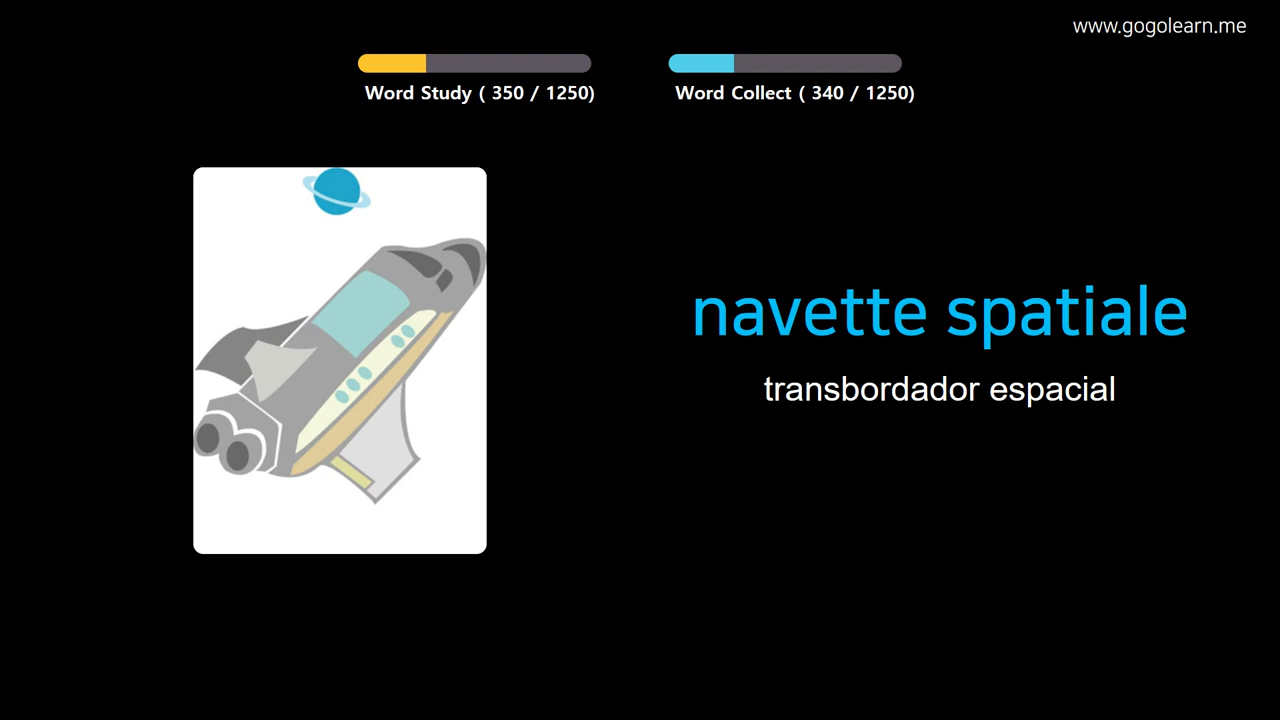 www.gogolearn.me
Word Study ( 350 / 1250)
Word Collect ( 340 / 1250)
navette spatiale
transbordador espacial